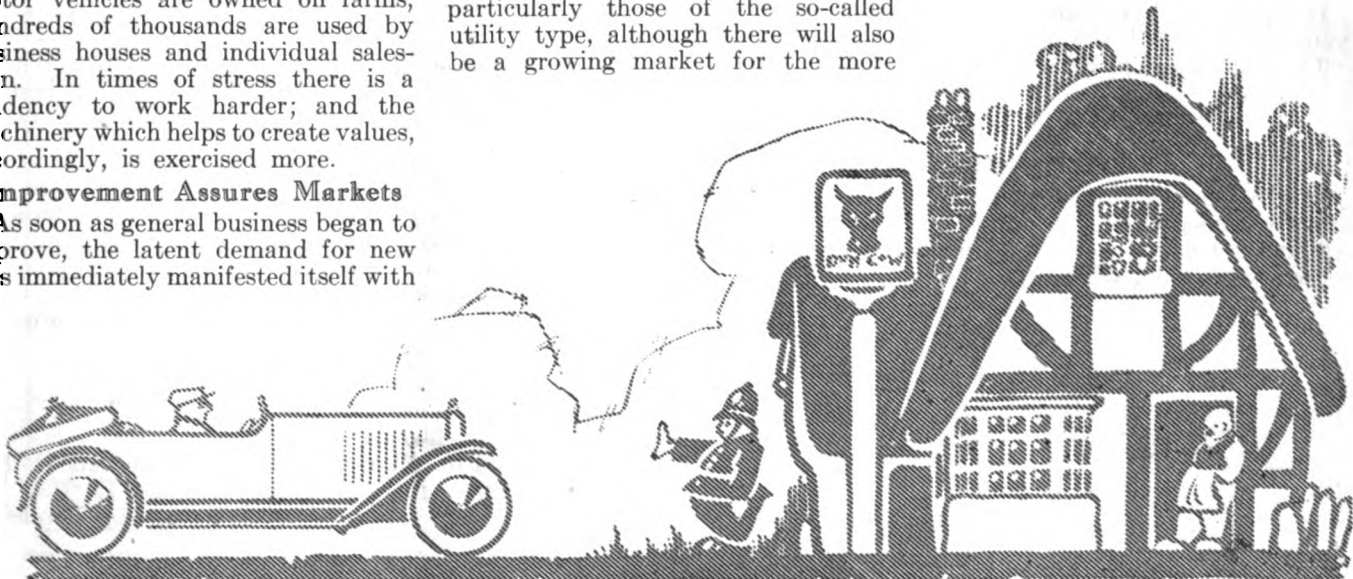 tor vehicles are owned on farms,
ndreds of thousands are used by
siness houses and individual sales-
n. In times of stress there is a
dency to work harder; and the
chinery which helps to create values,
cordingly, is exercised more.
mprovement Assures Markets
As soon as general business began to
prove, the latent demand for new
s immediately manifested itself with
particularly those of the so-called
utility type, although there will also
be a growing market for the more
DUN COW